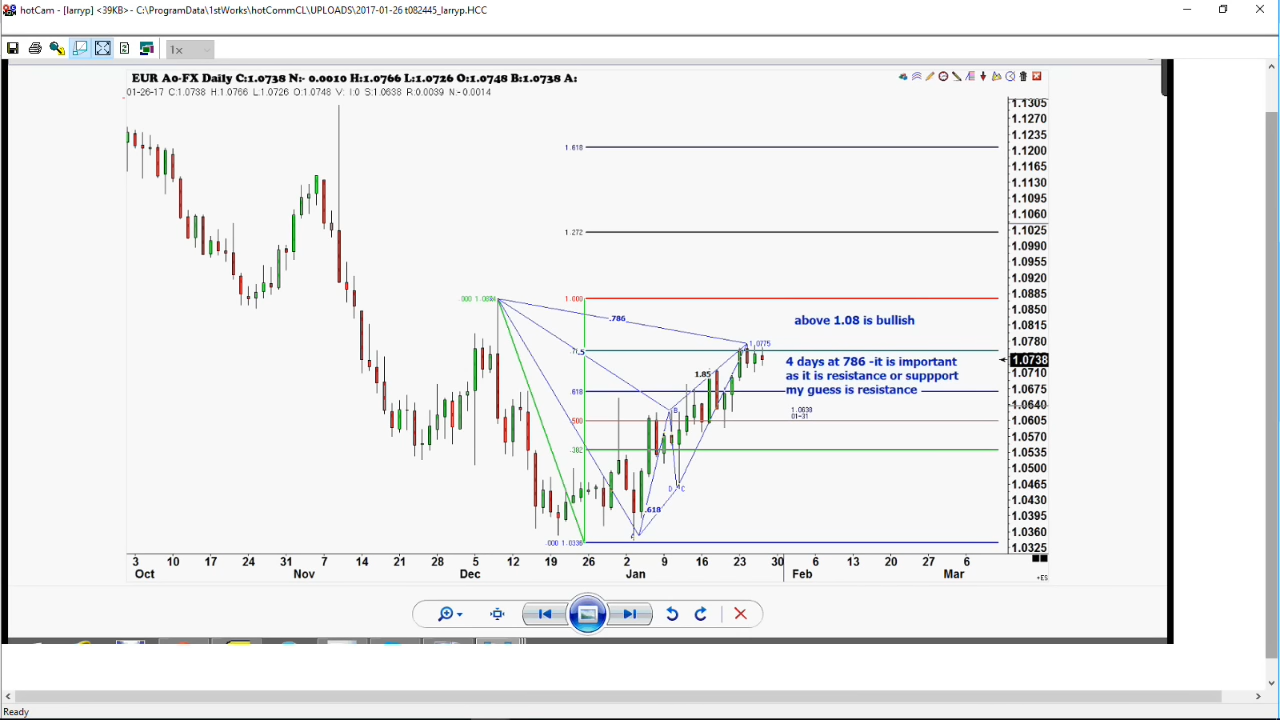 hotCam - [larryp] <39KB> - C:\ProgramData\1stWorks\hotCommCL\UPLOADS\2017-01-26 t082445_larryp.HCC
1x
EUR A0-FX Daily C:1.0738 N:- 0.0010 H:1.0766 L:1.0726 O:1.0748 B:1.0738 A:
01-26-17 C:1.0738 H:1.0766 L:1.0726 O:1.0748 V: I:0 S:1.0638 R:0.0039 N:-0.0014
1.1305
1.1270
1.1235
1.1200
1.1165
1.1130
1.1095
1.1060
1.1025
1.0990
1.0955
1.0920
1.0885
1.0850
1.0815
1.0780
1.0738
1.0710
1.0675
1.0640
1.0605
1.0570
1.0535
1.0500
1.0465
1.0430
1.0395
1.0360
1.0325
1.618
1.272
1.000
.786
above 1.08 is bullish
1.0775
4 days at 786 -it is important
as it is resistance or suppport
my guess is resistance
1.85
.618
B
1.0638
01-31
.500
.382
D
C
.618
3 10 17 24 31 7 14 21 28 5 12 19 26 2 9 16 23 30 6 13 20 27 6
Oct Nov Dec Jan Feb Mar
+ES
Ready